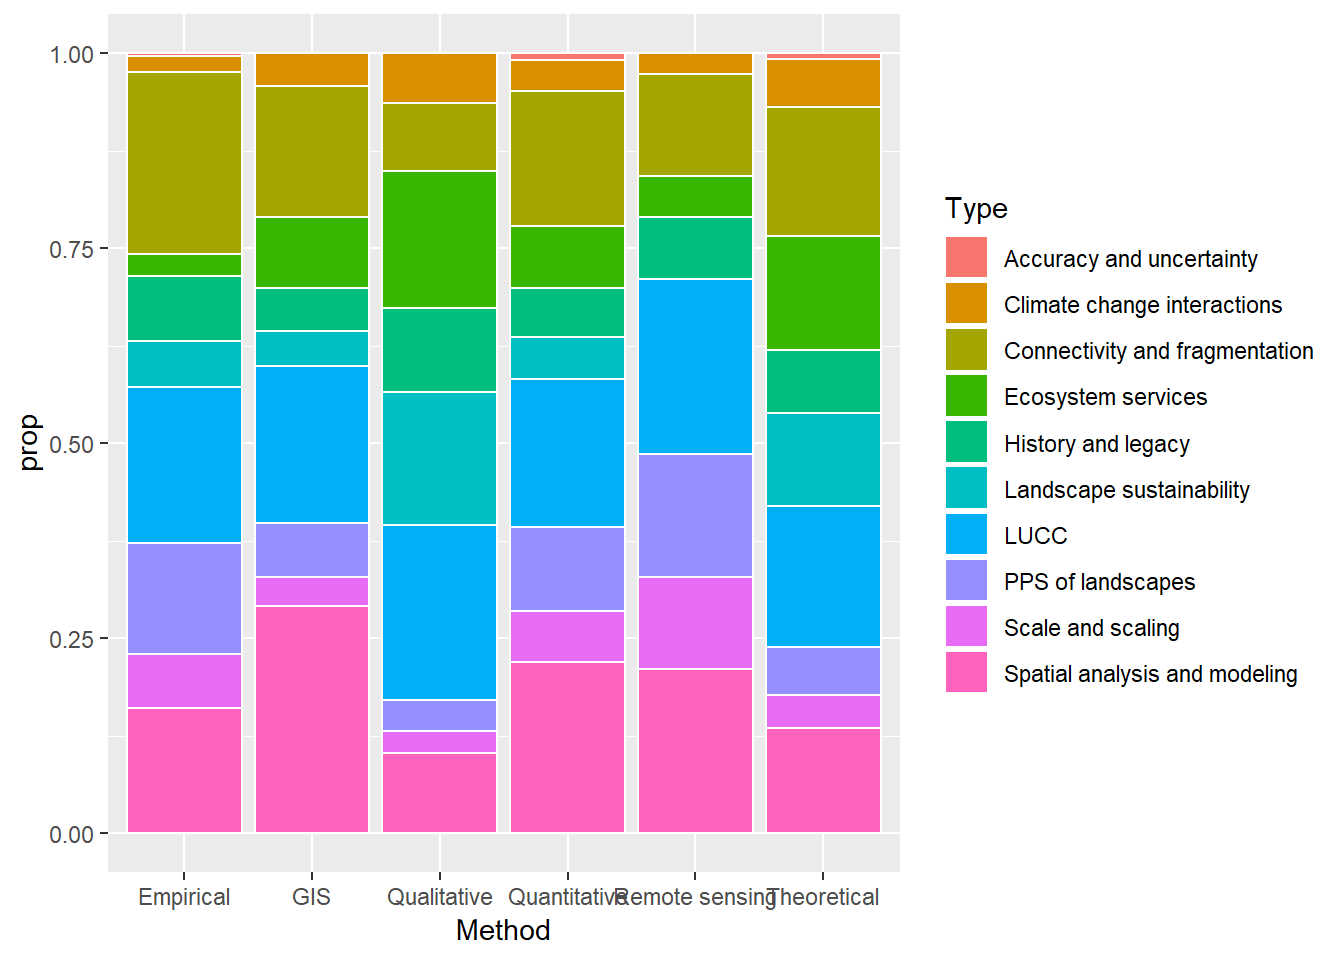 1.00
0.75
0.50
0.25
0.00
prop
Empirical
GIS
Qualitative
Quantitative
Remote sensing
Theoretical
Method
Type
Accuracy and uncertainty
Climate change interactions
Connectivity and fragmentation
Ecosystem services
History and legacy
Landscape sustainability
LUCC
PPS of landscapes
Scale and scaling
Spatial analysis and modeling